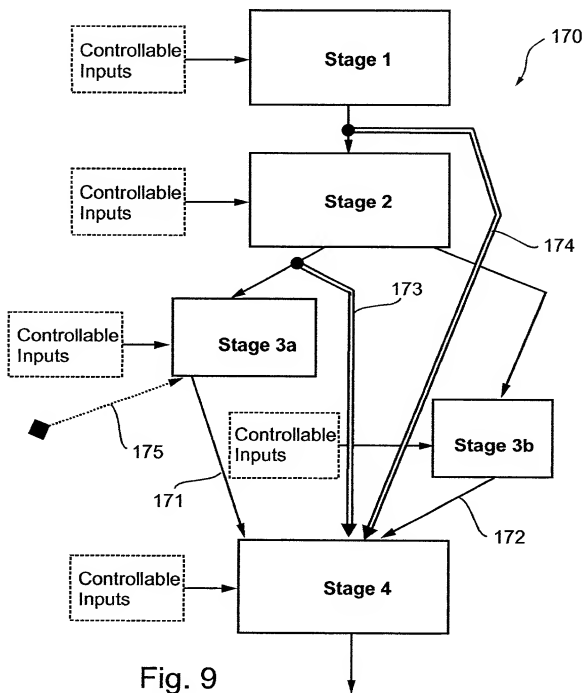 Controllable
Inputs
Stage 1
170
Controllable
Inputs
Stage 2
174
173
Controllable
Inputs
Stage 3a
175
Controllable
Inputs
Stage 3b
171
172
Controllable
Inputs
Stage 4
Fig. 9